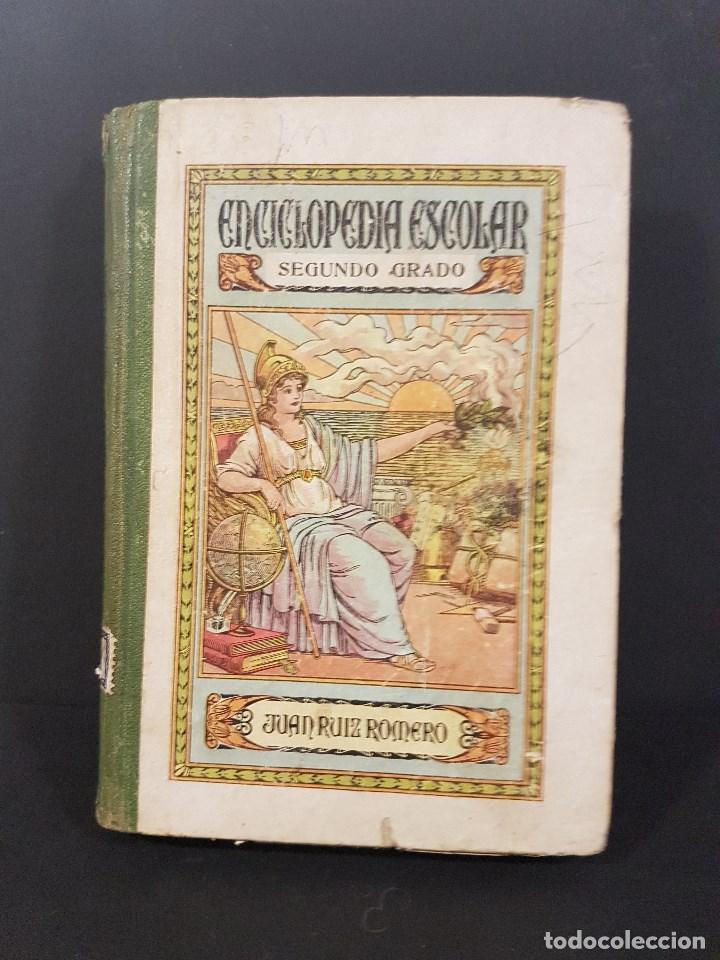 ENCICLOPEDIA ESCOLAR
SEGUNDO GRADO
JUAN RUIZ ROMERO
todocoleccion